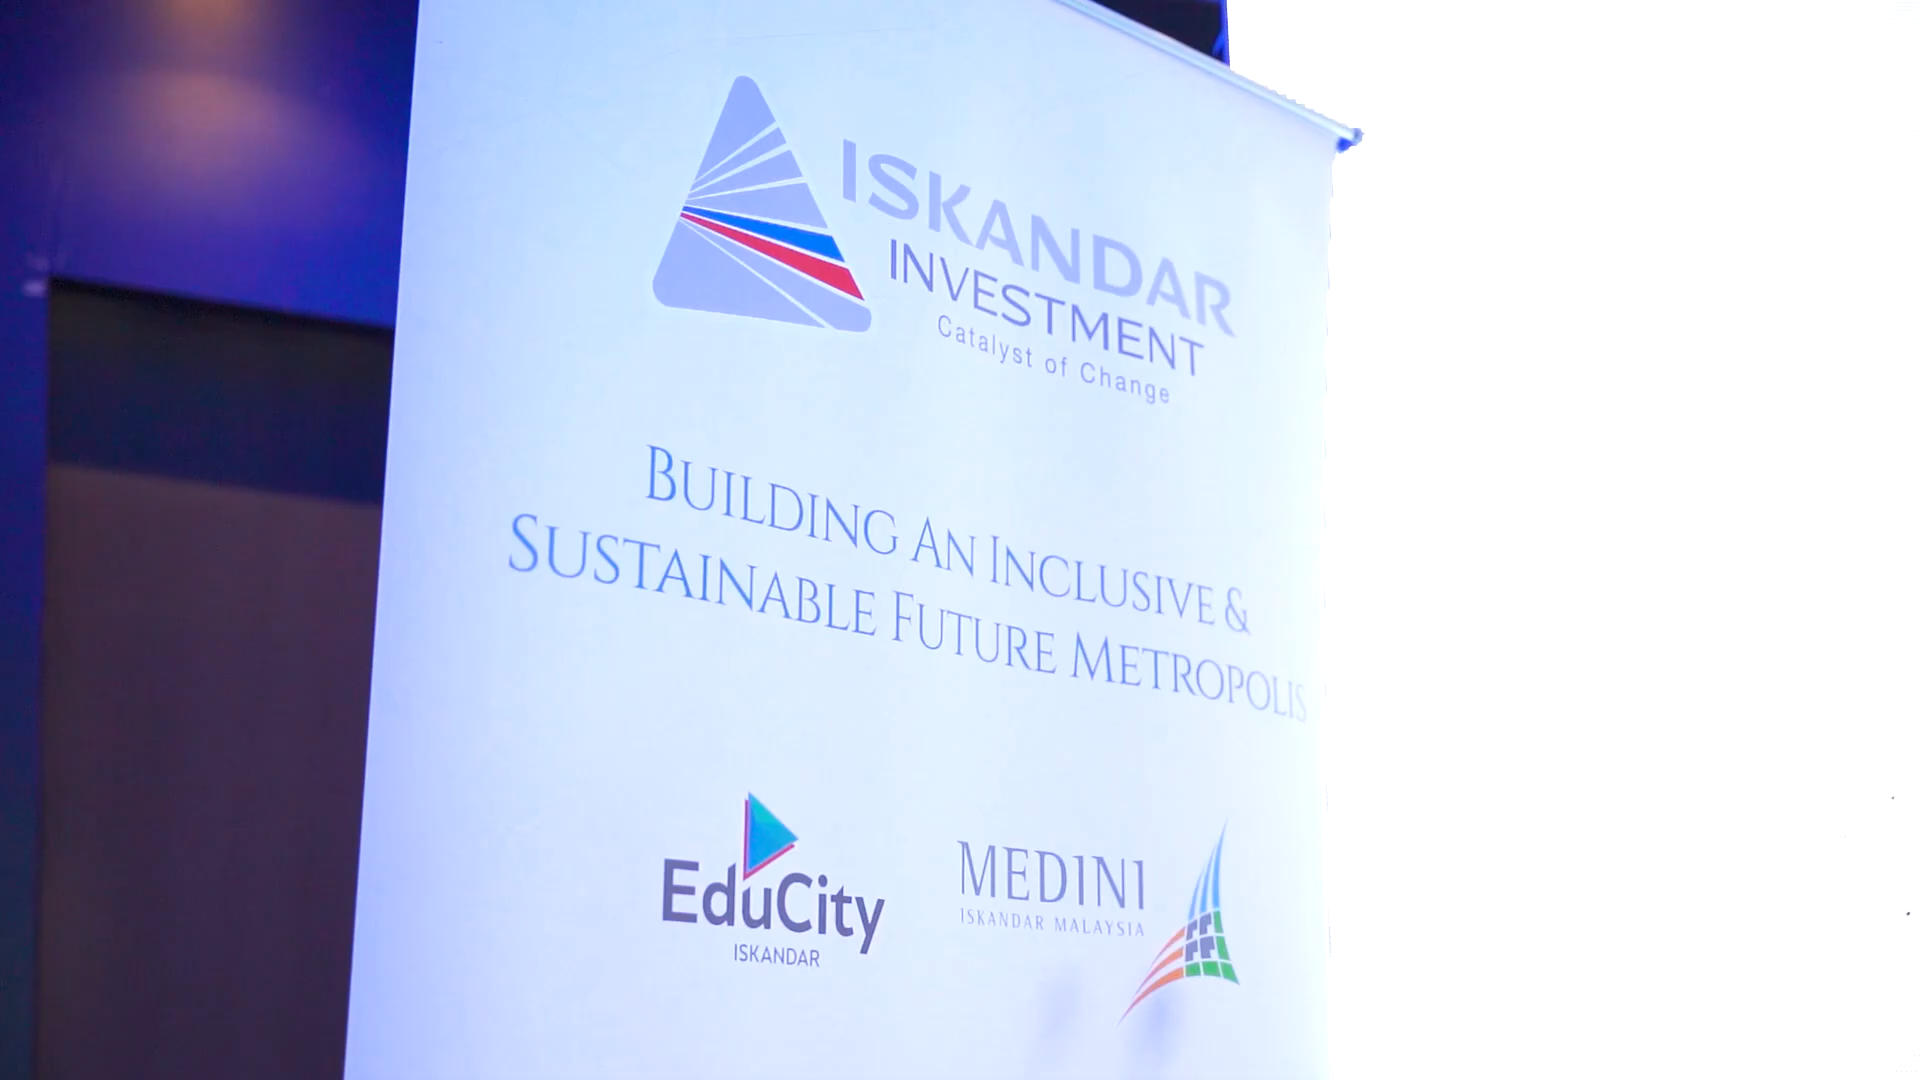 ISKANDAR
INVESTMENT
Catalyst of Change
BUILDING AN INCLUSIVE &
SUSTAINABLE FUTURE METROPOLIS
EduCity
ISKANDAR
MEDINI
ISKANDAR MALAYSIA